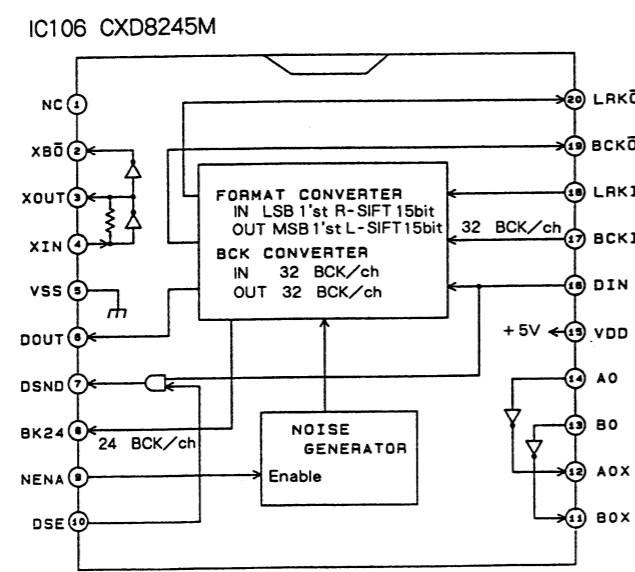 IC106 CXD8245M
NC 1
XBO̅ 2
XOUT 3
XIN 4
VSS 5
DOUT 6
DSND 7
BK24 8
24 BCK/ch
NENA 9
DSE 10
FORMAT CONVERTER
IN LSB 1'st R-SIFT 15bit
OUT MSB 1'st L-SIFT 15bit
BCK CONVERTER
IN 32 BCK/ch
OUT 32 BCK/ch
NOISE
GENERATOR
Enable
20 LRKO̅
19 BCKO̅
18 LRKI
32 BCK/ch
17 BCKI
16 DIN
+5V
15 VDD
14 AO
13 BO
12 AOX
11 BOX